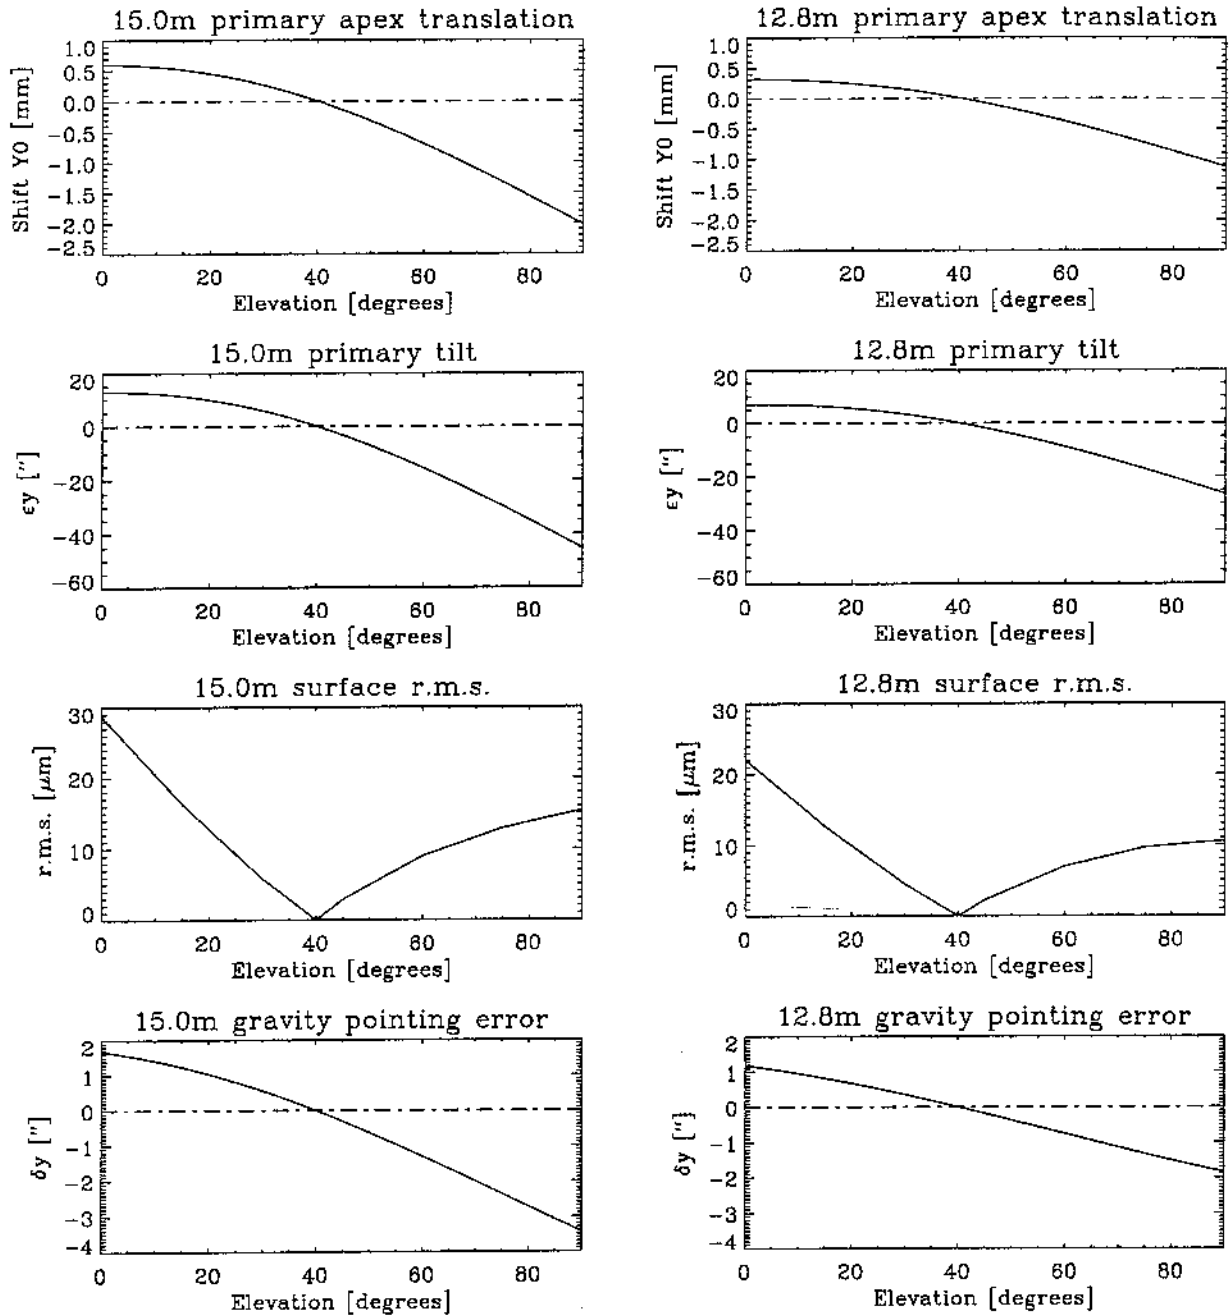 15.0m primary apex translation
1.0
0.5
0.0
-0.5
-1.0
-1.5
-2.0
-2.5
Shift Y0 [mm]
0 20 40 60 80
Elevation [degrees]
12.8m primary apex translation
1.0
0.5
0.0
-0.5
-1.0
-1.5
-2.0
-2.5
Shift Y0 [mm]
0 20 40 60 80
Elevation [degrees]
15.0m primary tilt
20
0
-20
-40
-60
εy ["]
0 20 40 60 80
Elevation [degrees]
12.8m primary tilt
20
0
-20
-40
-60
εy ["]
0 20 40 60 80
Elevation [degrees]
15.0m surface r.m.s.
30
20
10
0
r.m.s. [μm]
0 20 40 60 80
Elevation [degrees]
12.8m surface r.m.s.
30
20
10
0
r.m.s. [μm]
0 20 40 60 80
Elevation [degrees]
15.0m gravity pointing error
2
1
0
-1
-2
-3
-4
δy ["]
0 20 40 60 80
Elevation [degrees]
12.8m gravity pointing error
2
1
0
-1
-2
-3
-4
δy ["]
0 20 40 60 80
Elevation [degrees]